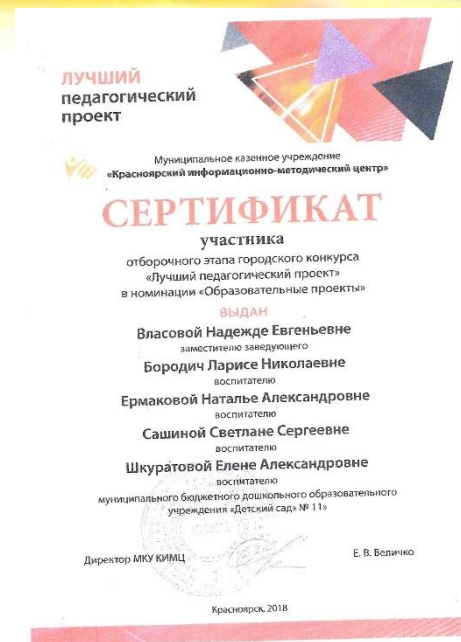 ЛУЧШИЙ
педагогический
проект
Муниципальное казенное учреждение
«Красноярский информационно-методический центр»
СЕРТИФИКАТ
участника
отборочного этапа городского конкурса
«Лучший педагогический проект»
в номинации «Образовательные проекты»
ВЫДАН
Власовой Надежде Евгеньевне
заместителю заведующего
Бородич Ларисе Николаевне
воспитателю
Ермаковой Наталье Александровне
воспитателю
Сашиной Светлане Сергеевне
воспитателю
Шкуратовой Елене Александровне
воспитателю
муниципального бюджетного дошкольного образовательного
учреждения «Детский сад» № 11»
Директор МКУ КИМЦ
Е. В. Величко
Красноярск, 2018